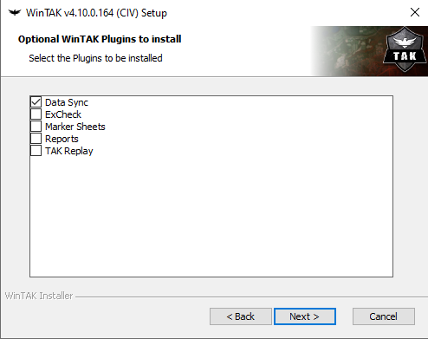 WinTAK v4.10.0.164 (CIV) Setup
Optional WinTAK Plugins to install
Select the Plugins to be installed
TAK
Data Sync
ExCheck
Marker Sheets
Reports
TAK Replay
WinTAK Installer
< Back
Next >
Cancel